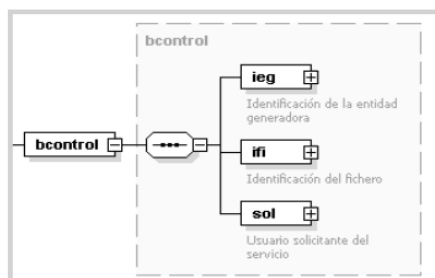 bcontrol
ieg
Identificación de la entidad
generadora
bcontrol
ifi
Identificación del fichero
sol
Usuario solicitante del
servicio